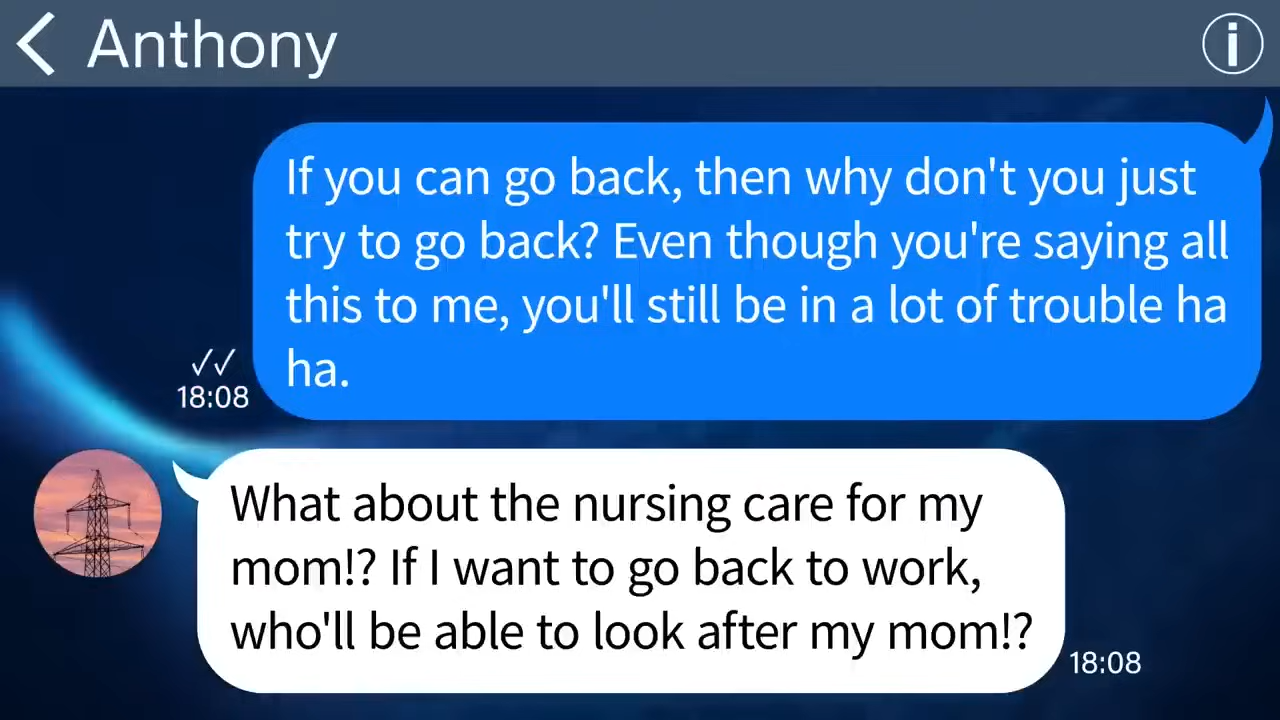 Anthony
If you can go back, then why don't you just
try to go back? Even though you're saying all
this to me, you'll still be in a lot of trouble ha
ha.
18:08
What about the nursing care for my
mom!? If I want to go back to work,
who'll be able to look after my mom!?
18:08